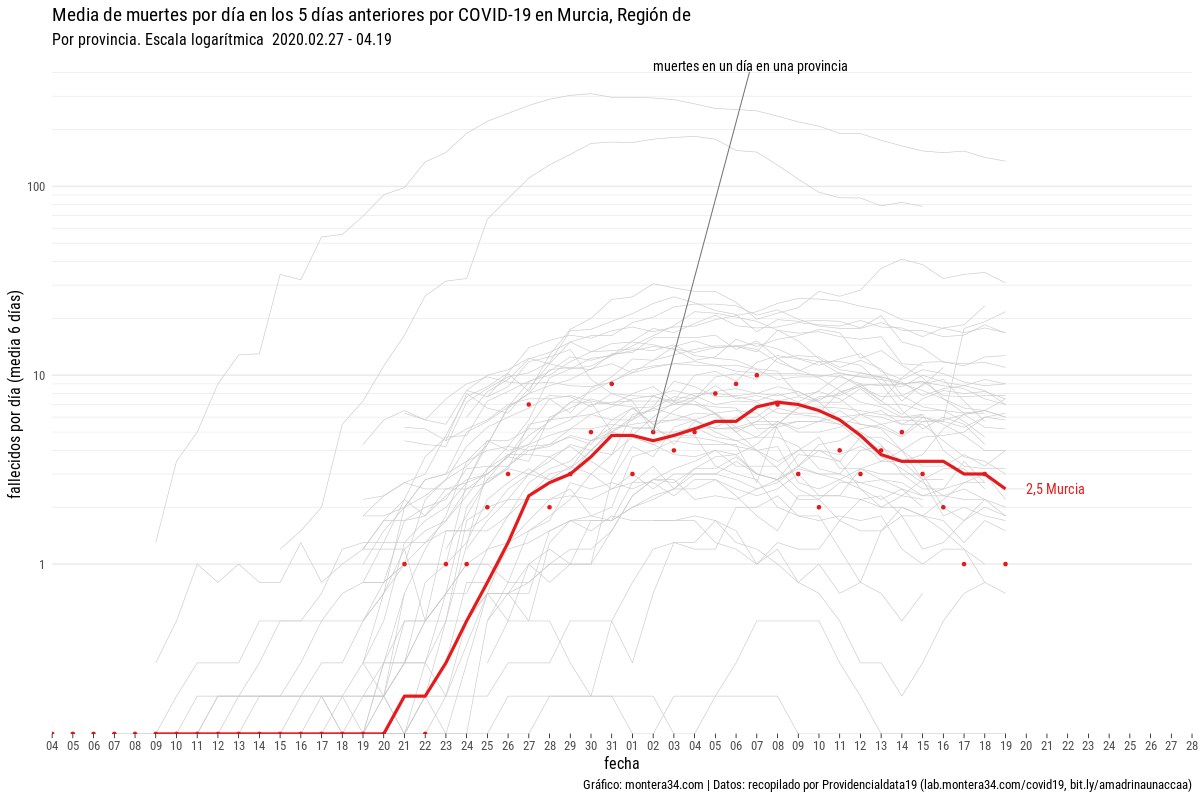 Media de muertes por día en los 5 días anteriores por COVID-19 en Murcia, Región de
Por provincia. Escala logarítmica 2020.02.27 - 04.19
muertes en un día en una provincia
fallecidos por día (media 6 días)
100
10
1
2,5 Murcia
04 05 06 07 08 09 10 11 12 13 14 15 16 17 18 19 20 21 22 23 24 25 26 27 28 29 30 31 01 02 03 04 05 06 07 08 09 10 11 12 13 14 15 16 17 18 19 20 21 22 23 24 25 26 27 28
fecha
Gráfico: montera34.com | Datos: recopilado por Providencialdata19 (lab.montera34.com/covid19, bit.ly/amadrinaunaccaa)